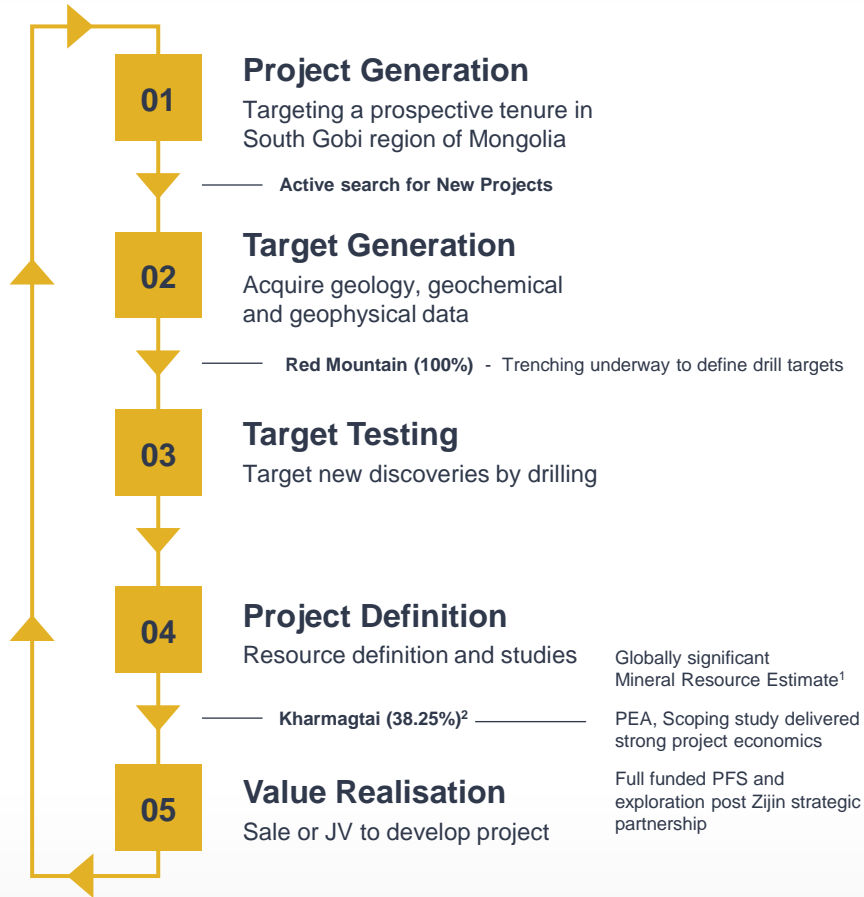 01
Project Generation
Targeting a prospective tenure in
South Gobi region of Mongolia
Active search for New Projects
02
Target Generation
Acquire geology, geochemical
and geophysical data
Red Mountain (100%) - Trenching underway to define drill targets
03
Target Testing
Target new discoveries by drilling
04
Project Definition
Resource definition and studies
Globally significant
Mineral Resource Estimate¹
Kharmagtai (38.25%)²
PEA, Scoping study delivered
strong project economics
Full funded PFS and
exploration post Zijin strategic
partnership
05
Value Realisation
Sale or JV to develop project